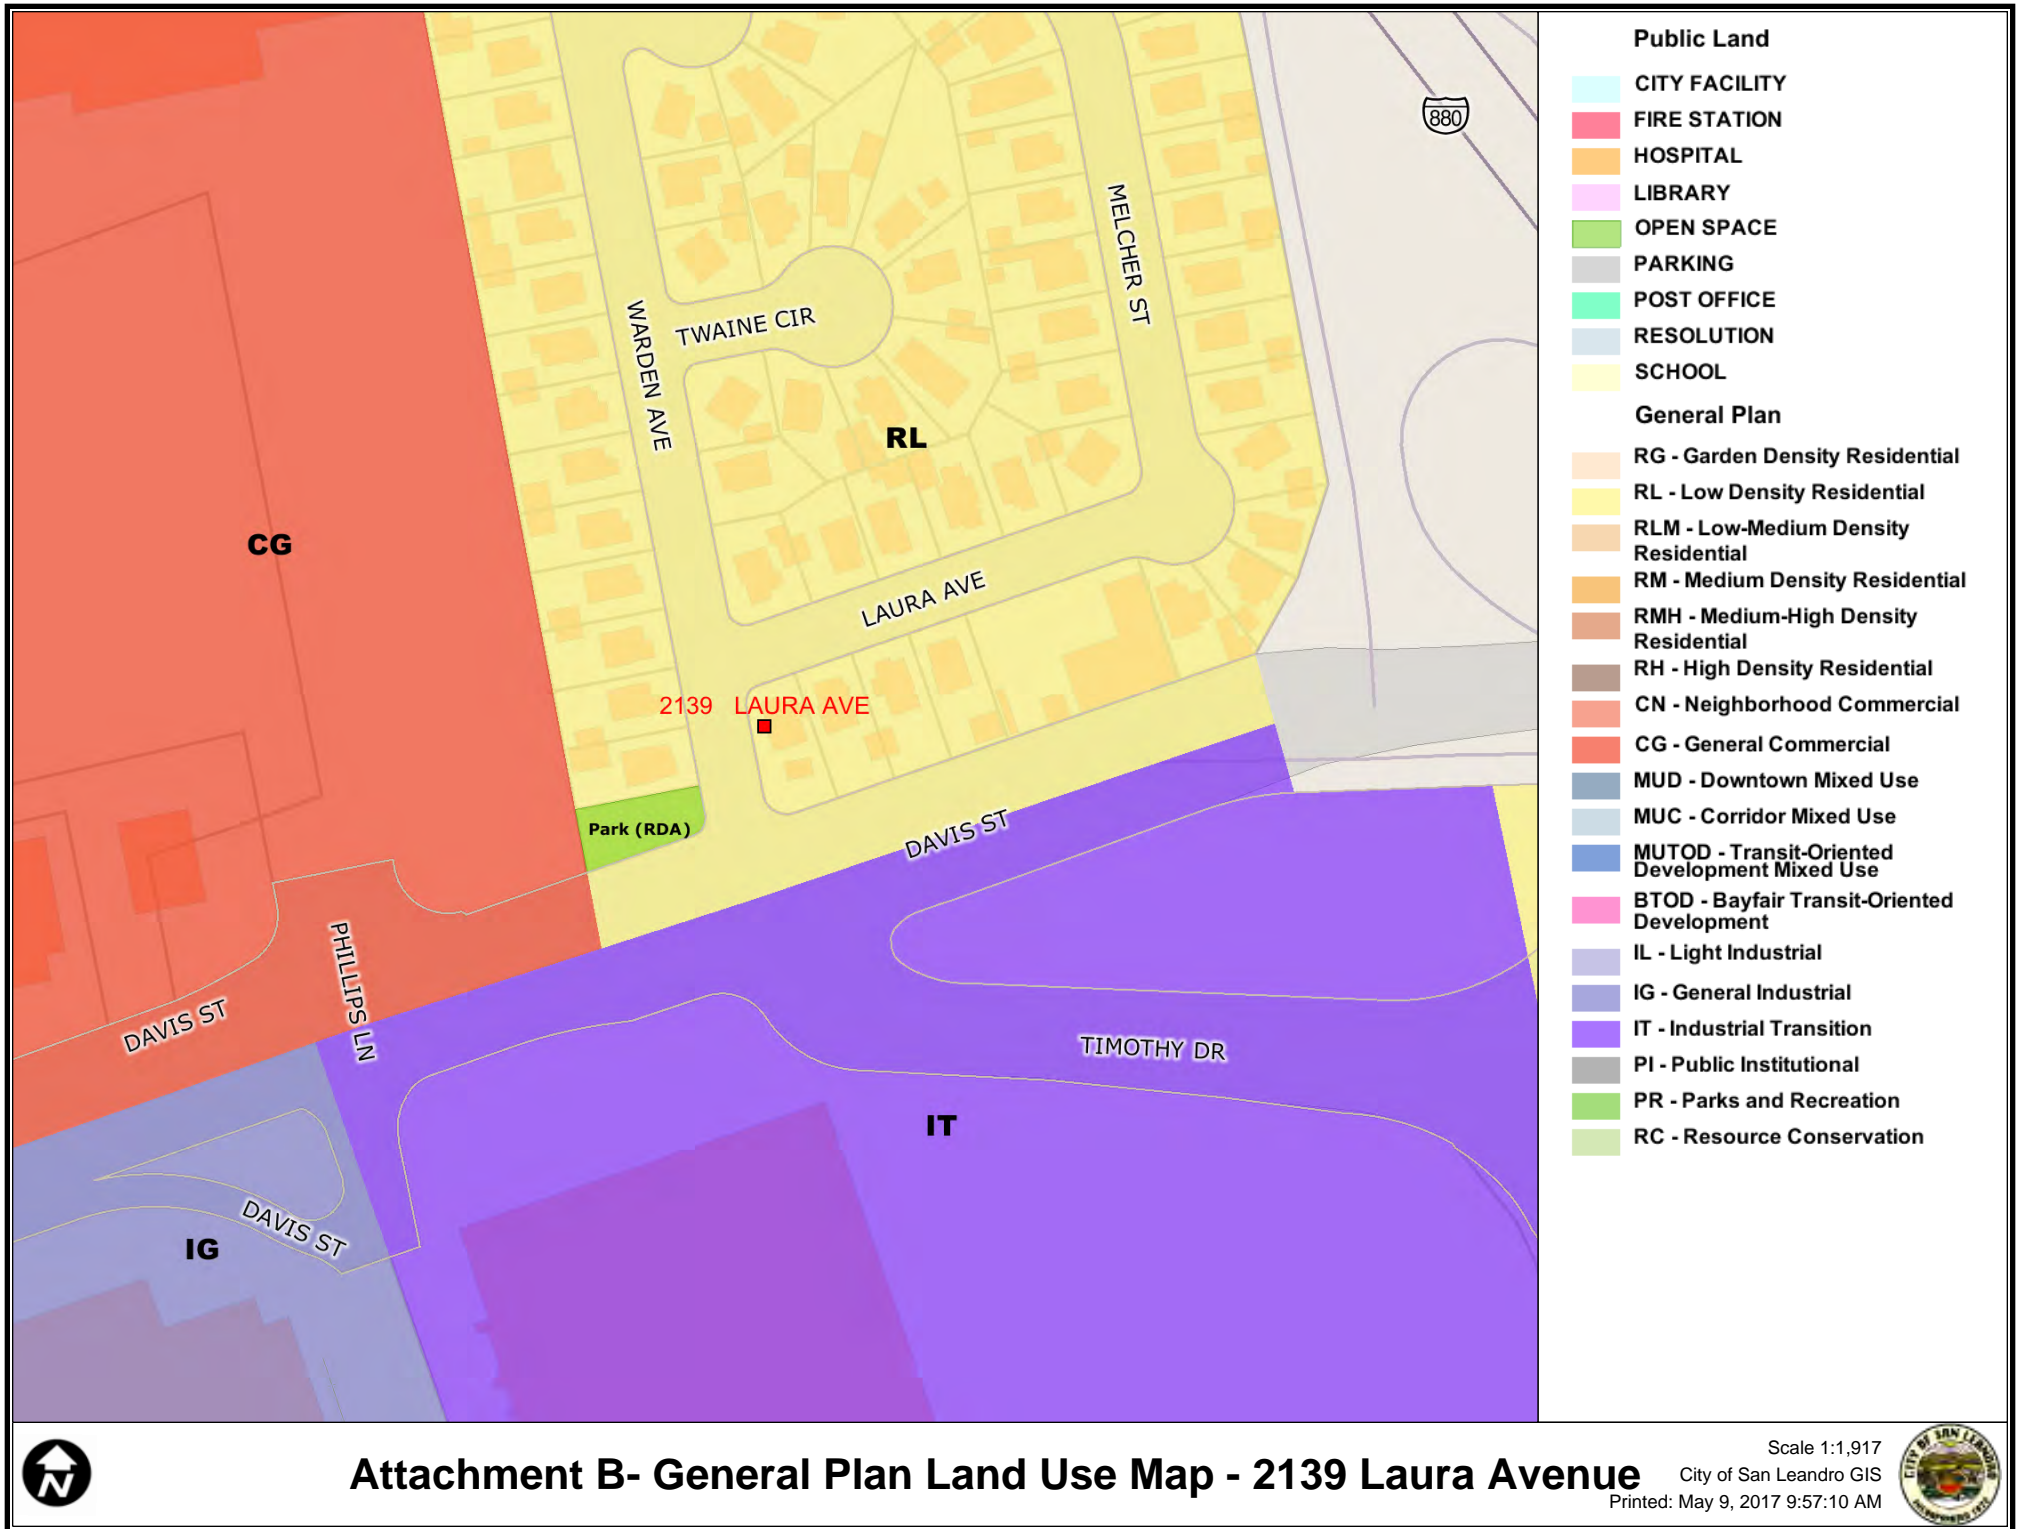 880
MELCHER ST
WARDEN AVE
TWAINE CIR
RL
CG
LAURA AVE
2139 LAURA AVE
Park (RDA)
DAVIS ST
PHILLIPS LN
DAVIS ST
TIMOTHY DR
IT
DAVIS ST
IG
Public Land
CITY FACILITY
FIRE STATION
HOSPITAL
LIBRARY
OPEN SPACE
PARKING
POST OFFICE
RESOLUTION
SCHOOL
General Plan
RG - Garden Density Residential
RL - Low Density Residential
RLM - Low-Medium Density
Residential
RM - Medium Density Residential
RMH - Medium-High Density
Residential
RH - High Density Residential
CN - Neighborhood Commercial
CG - General Commercial
MUD - Downtown Mixed Use
MUC - Corridor Mixed Use
MUTOD - Transit-Oriented
Development Mixed Use
BTOD - Bayfair Transit-Oriented
Development
IL - Light Industrial
IG - General Industrial
IT - Industrial Transition
PI - Public Institutional
PR - Parks and Recreation
RC - Resource Conservation
N
Attachment B- General Plan Land Use Map - 2139 Laura Avenue
Scale 1:1,917
City of San Leandro GIS
Printed: May 9, 2017 9:57:10 AM
CITY OF SAN LEANDRO